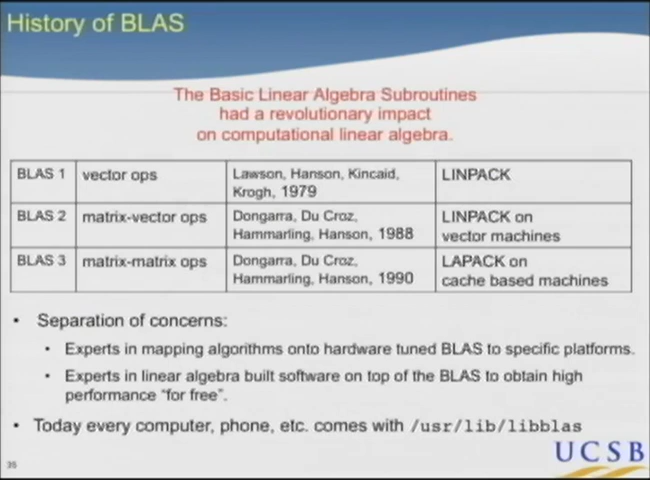 History of BLAS
The Basic Linear Algebra Subroutines
had a revolutionary impact
on computational linear algebra.
BLAS 1 vector ops Lawson, Hanson, Kincaid, LINPACK
Krogh, 1979
BLAS 2 matrix-vector ops Dongarra, Du Croz, LINPACK on
Hammarling, Hanson, 1988 vector machines
BLAS 3 matrix-matrix ops Dongarra, Du Croz, LAPACK on
Hammarling, Hanson, 1990 cache based machines
• Separation of concerns:
• Experts in mapping algorithms onto hardware tuned BLAS to specific platforms.
• Experts in linear algebra built software on top of the BLAS to obtain high
performance “for free”.
• Today every computer, phone, etc. comes with /usr/lib/libblas
UCSB
35